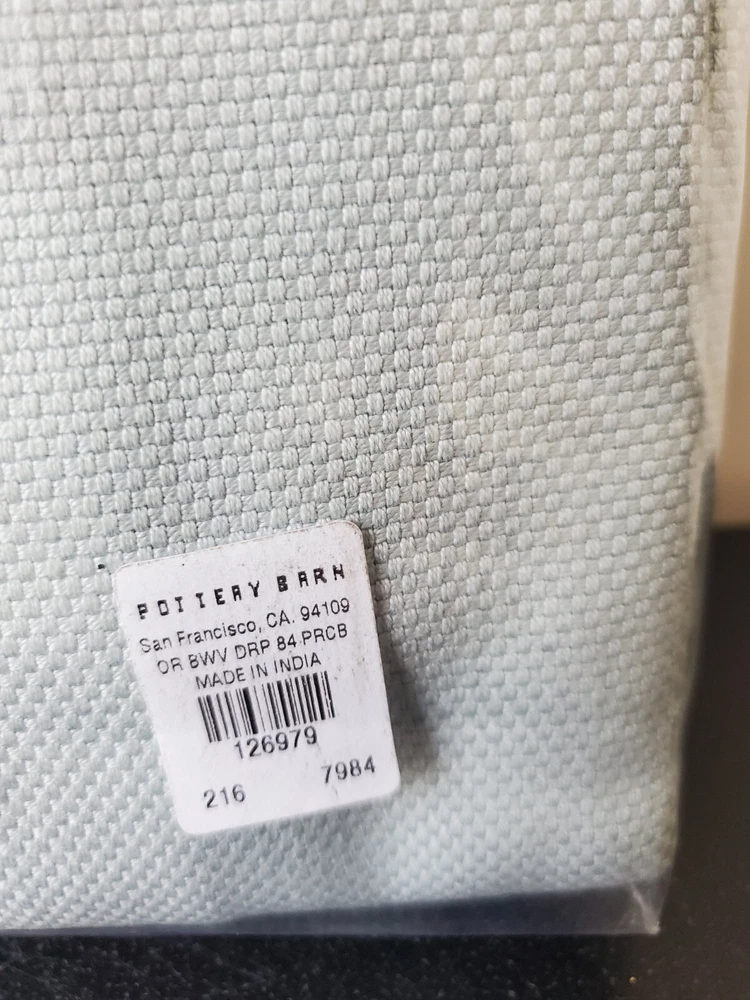 POTTERY BARN
San Francisco, CA. 94109
OR BWV DRP 84 PRCB
MADE IN INDIA
126979
216 7984